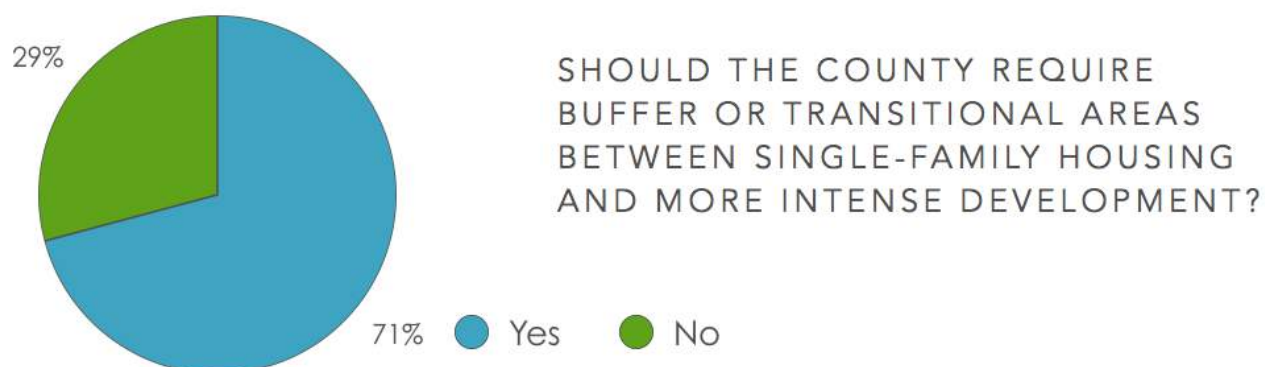 29%
SHOULD THE COUNTY REQUIRE
BUFFER OR TRANSITIONAL AREAS
BETWEEN SINGLE-FAMILY HOUSING
AND MORE INTENSE DEVELOPMENT?
71% Yes No